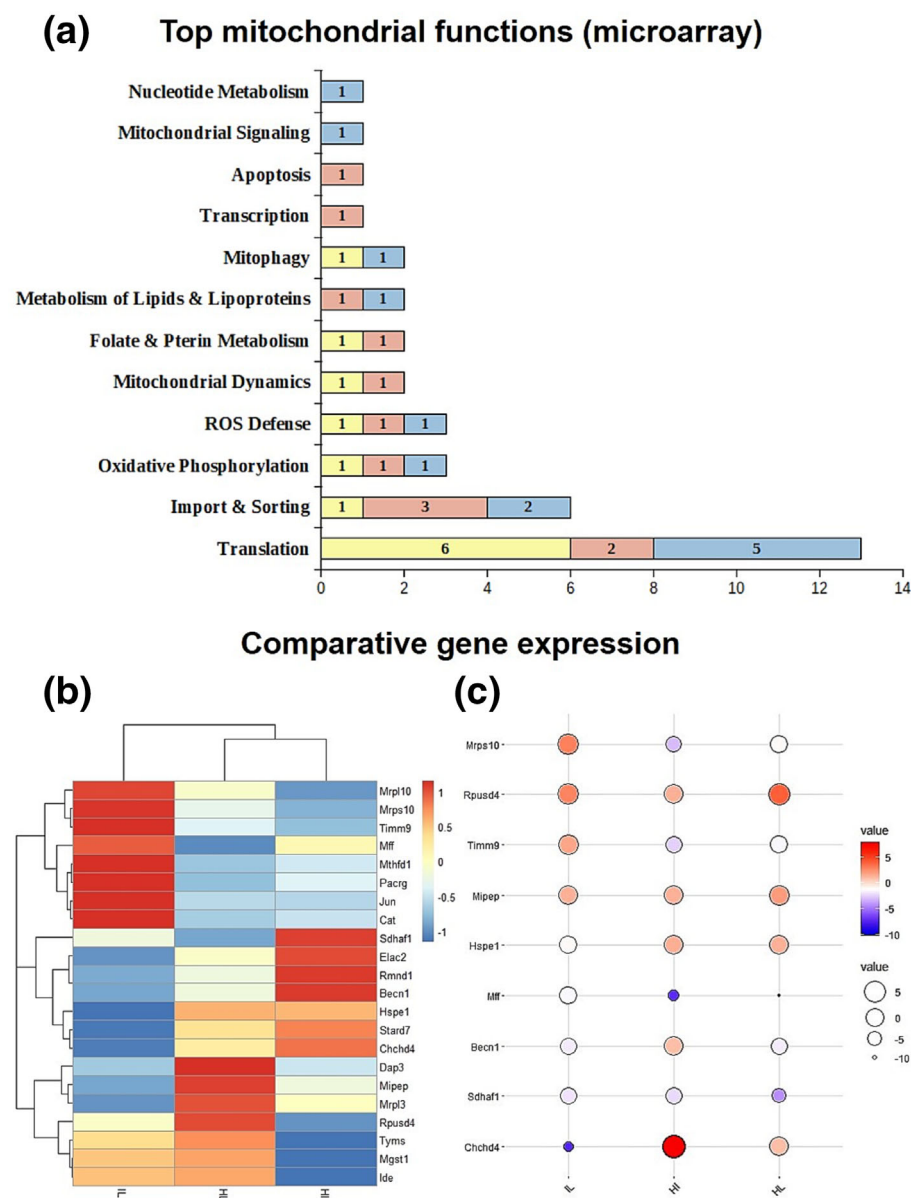 (a) Top mitochondrial functions (microarray)
Nucleotide Metabolism 1
Mitochondrial Signaling 1
Apoptosis 1
Transcription 1
Mitophagy 1 1
Metabolism of Lipids & Lipoproteins 1 1
Folate & Pterin Metabolism 1 1
Mitochondrial Dynamics 1 1
ROS Defense 1 1 1
Oxidative Phosphorylation 1 1 1
Import & Sorting 1 3 2
Translation 6 2 5
0 2 4 6 8 10 12 14
Comparative gene expression
(b)
Mrpl10
Mrps10
Timm9
Mff
Mthfd1
Pacrg
Jun
Cat
Sdhaf1
Elac2
Rmnd1
Becn1
Hspe1
Stard7
Chchd4
Dap3
Mipep
Mrpl3
Rpusd4
Tyms
Mgst1
Ide
1
0.5
0
-0.5
-1
IL
(c)
Mrps10
Rpusd4
Timm9
Mipep
Hspe1
Mff
Becn1
Sdhaf1
Chchd4
IL HI HL
value
5
0
-5
-10
value
5
0
-5
-10